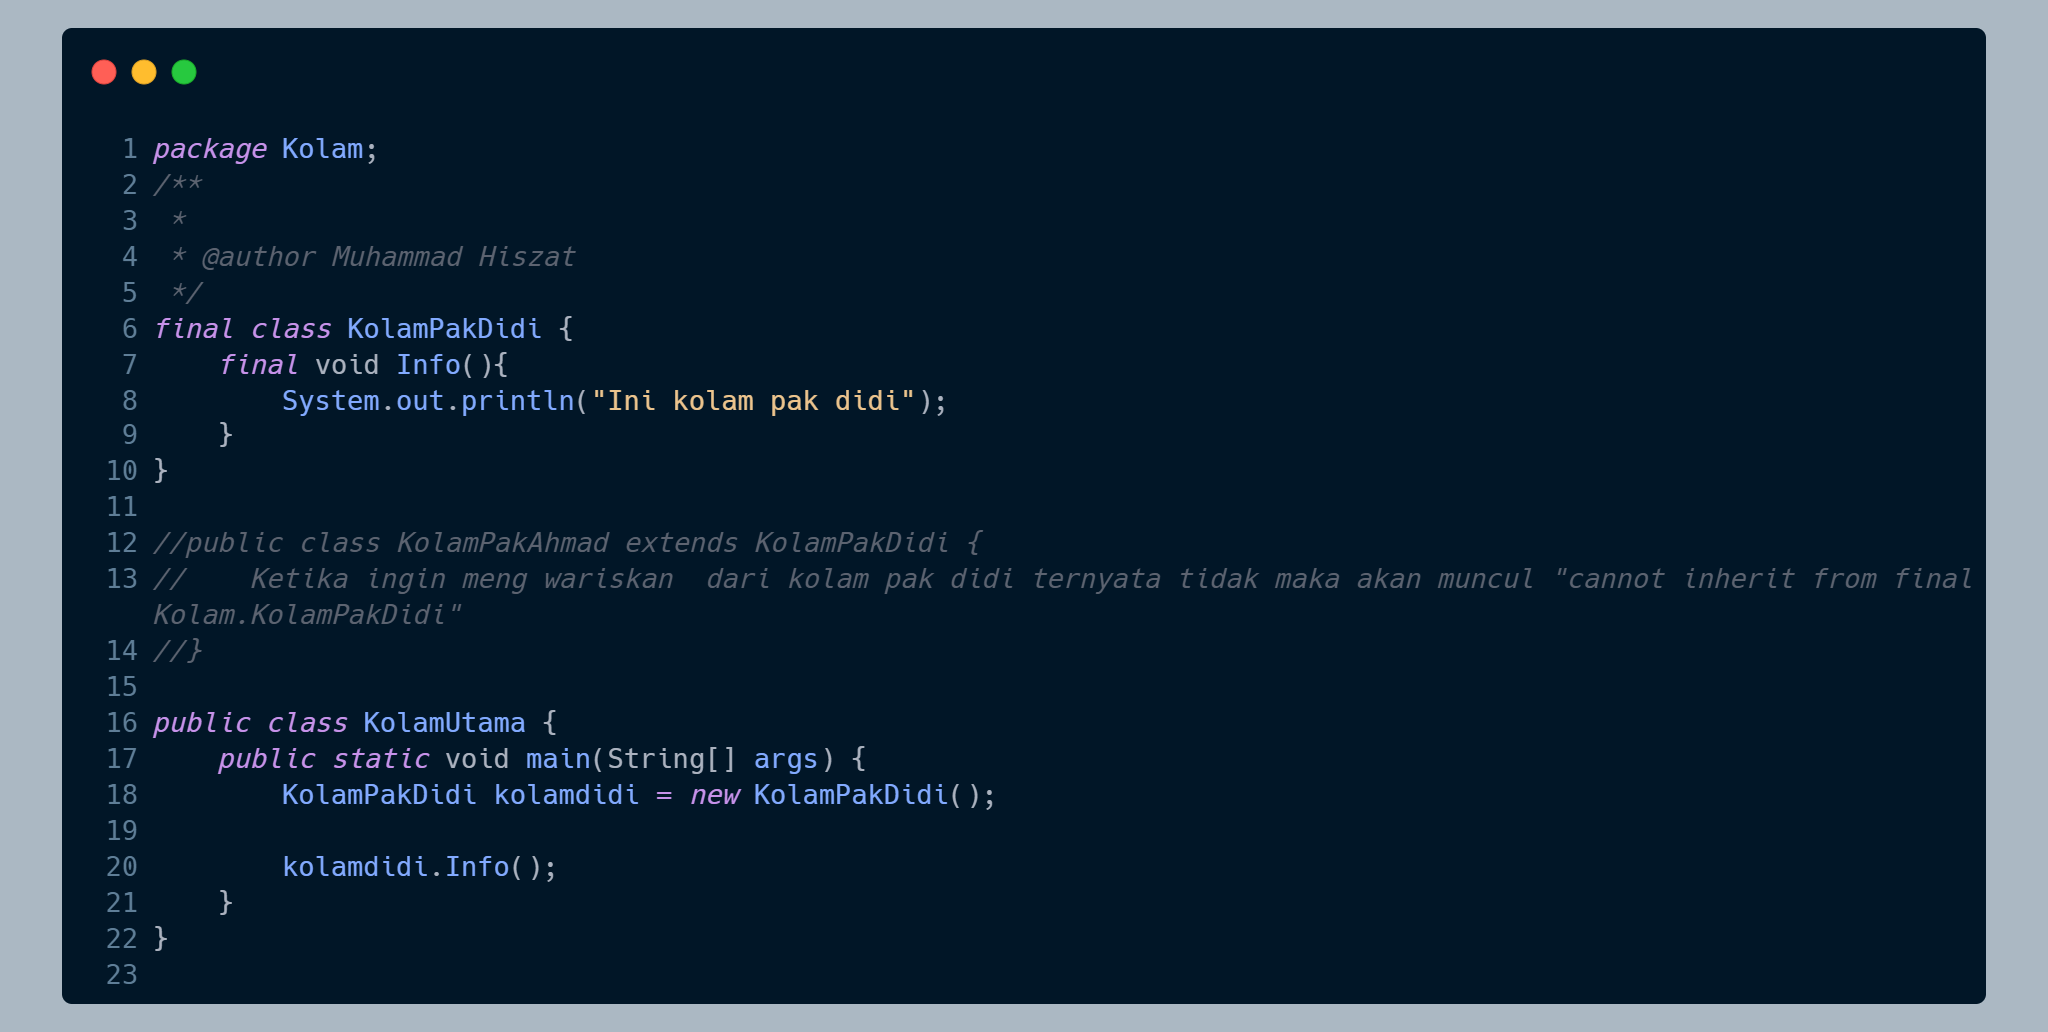 1 package Kolam;
2 /**
3  *
4  * @author Muhammad Hiszat
5  */
6 final class KolamPakDidi {
7     final void Info(){
8         System.out.println("Ini kolam pak didi");
9     }
10 }
11
12 //public class KolamPakAhmad extends KolamPakDidi {
13 //    Ketika ingin meng wariskan  dari kolam pak didi ternyata tidak maka akan muncul "cannot inherit from final
Kolam.KolamPakDidi"
14 //}
15
16 public class KolamUtama {
17     public static void main(String[] args) {
18         KolamPakDidi kolamdidi = new KolamPakDidi();
19
20         kolamdidi.Info();
21     }
22 }
23